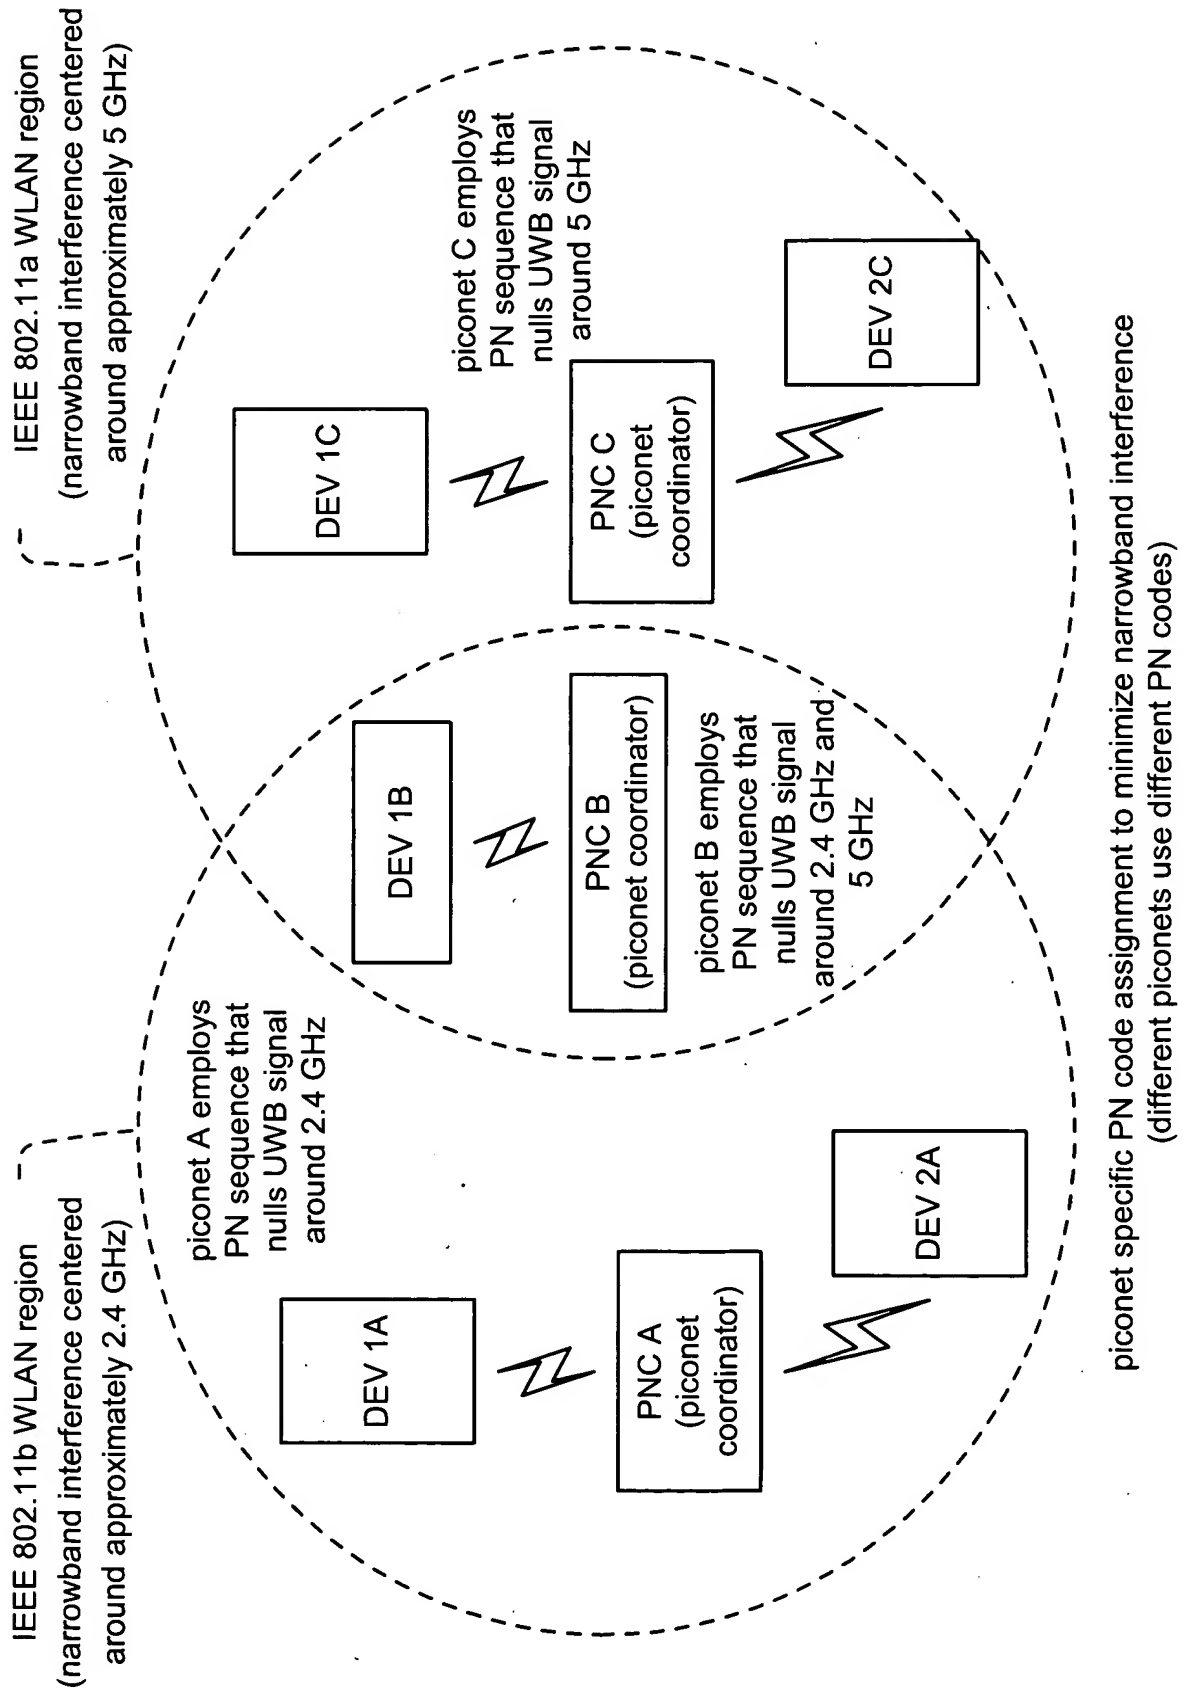 IEEE 802.11b WLAN region
(narrowband interference centered
around approximately 2.4 GHz)
IEEE 802.11a WLAN region
(narrowband interference centered
around approximately 5 GHz)
piconet A employs
PN sequence that
nulls UWB signal
around 2.4 GHz
DEV 1A
PNC A
(piconet
coordinator)
DEV 2A
DEV 1B
PNC B
(piconet coordinator)
piconet B employs
PN sequence that
nulls UWB signal
around 2.4 GHz and
5 GHz
DEV 1C
piconet C employs
PN sequence that
nulls UWB signal
around 5 GHz
PNC C
(piconet
coordinator)
DEV 2C
piconet specific PN code assignment to minimize narrowband interference
(different piconets use different PN codes)